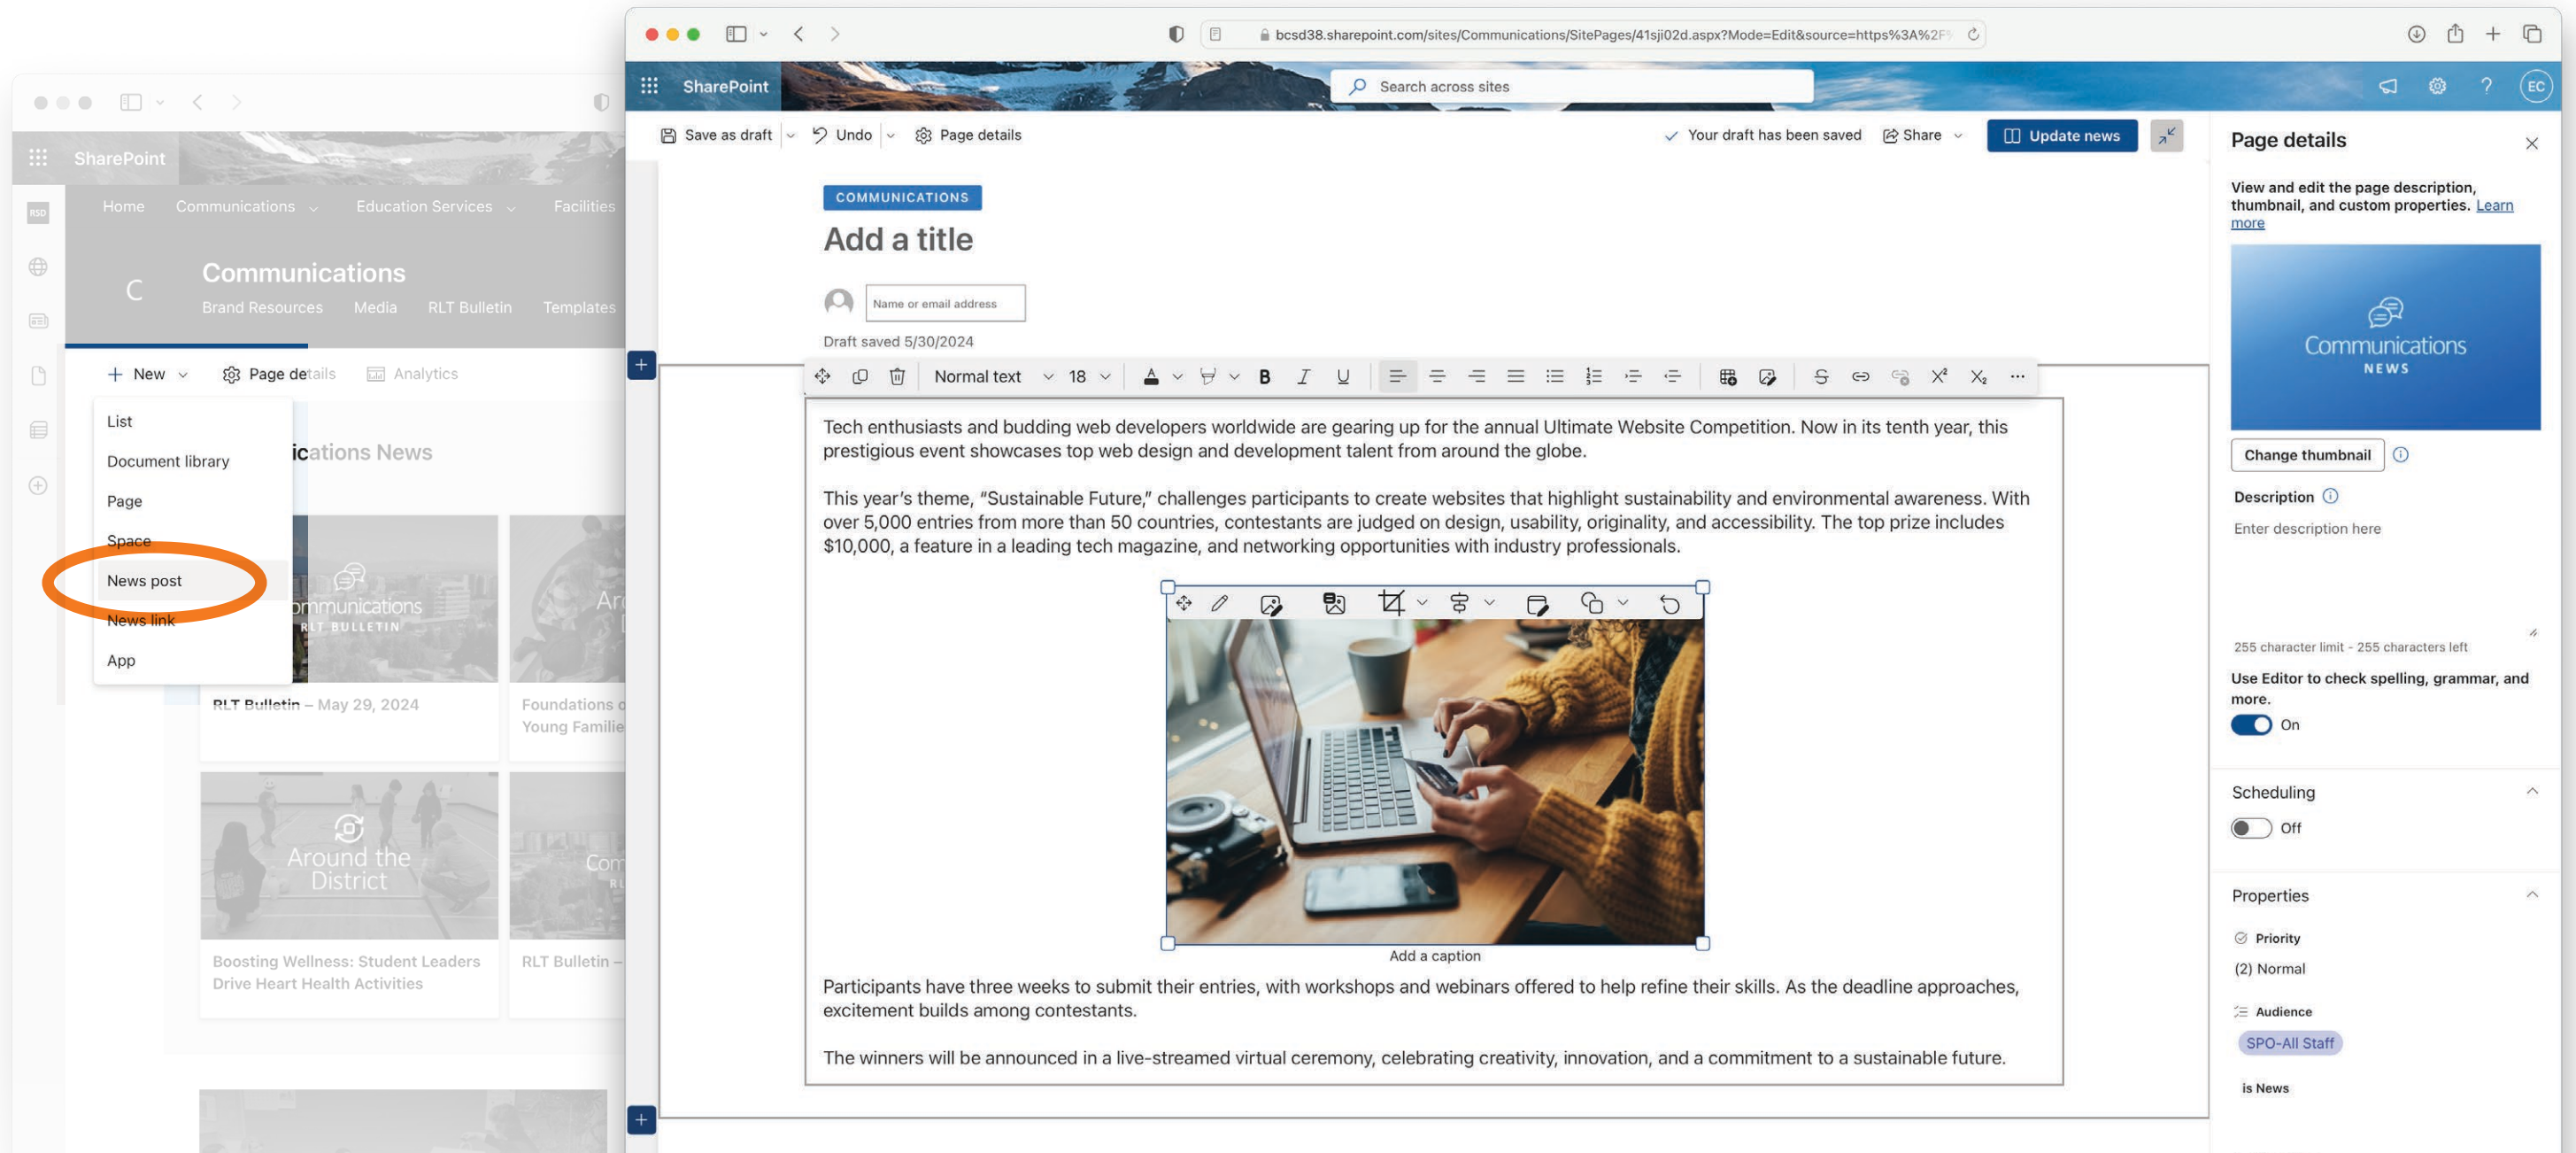 SharePoint
Home Communications Education Services Facilities
RSD
C
Communications
Brand Resources Media RLT Bulletin Templates
New Page details Analytics
List
Document library
Page
Space
News post
News link
App
ications News
ommunications
RLT BULLETIN
RLT Bulletin – May 29, 2024
Foundations
Young Familie
Around the
District
Boosting Wellness: Student Leaders
Drive Heart Health Activities
RLT Bulletin –
bcsd38.sharepoint.com/sites/Communications/SitePages/41sji02d.aspx?Mode=Edit&source=https%3A%2F
SharePoint
Search across sites
? EC
Save as draft Undo Page details
Your draft has been saved Share Update news
COMMUNICATIONS
Add a title
Name or email address
Draft saved 5/30/2024
Normal text 18 A B I U S X² X₂ ...
Tech enthusiasts and budding web developers worldwide are gearing up for the annual Ultimate Website Competition. Now in its tenth year, this
prestigious event showcases top web design and development talent from around the globe.
This year’s theme, “Sustainable Future,” challenges participants to create websites that highlight sustainability and environmental awareness. With
over 5,000 entries from more than 50 countries, contestants are judged on design, usability, originality, and accessibility. The top prize includes
$10,000, a feature in a leading tech magazine, and networking opportunities with industry professionals.
Add a caption
Participants have three weeks to submit their entries, with workshops and webinars offered to help refine their skills. As the deadline approaches,
excitement builds among contestants.
The winners will be announced in a live-streamed virtual ceremony, celebrating creativity, innovation, and a commitment to a sustainable future.
Page details
View and edit the page description,
thumbnail, and custom properties. Learn
more
Communications
NEWS
Change thumbnail
Description
Enter description here
255 character limit - 255 characters left
Use Editor to check spelling, grammar, and
more.
On
Scheduling
Off
Properties
Priority
(2) Normal
Audience
SPO-All Staff
is News